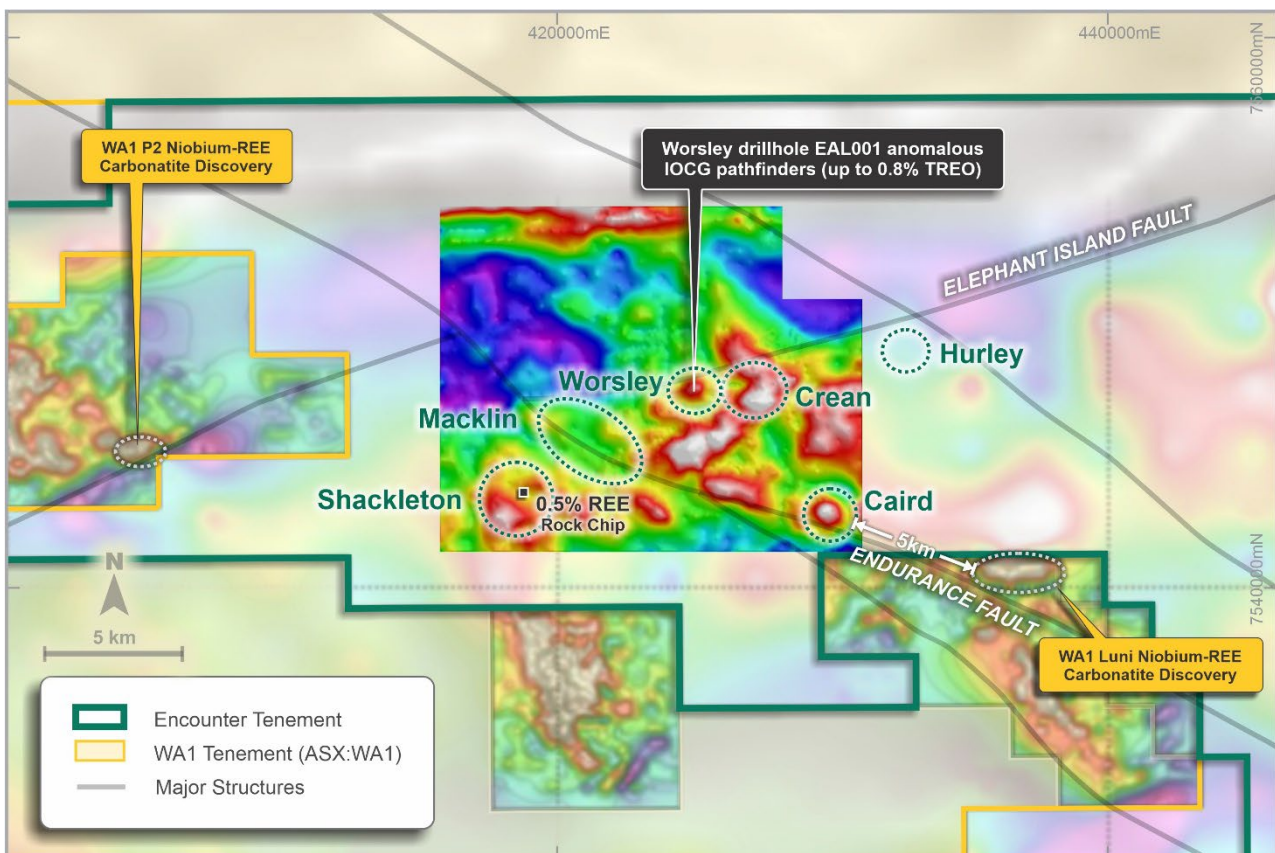 420000mE
440000mE
7560000mN
WA1 P2 Niobium-REE
Carbonatite Discovery
Worsley drillhole EAL001 anomalous
IOCG pathfinders (up to 0.8% TREO)
ELEPHANT ISLAND FAULT
Hurley
Worsley
Crean
Macklin
Shackleton
0.5% REE
Rock Chip
Caird
5km
ENDURANCE FAULT
7540000mN
N
5 km
WA1 Luni Niobium-REE
Carbonatite Discovery
Encounter Tenement
WA1 Tenement (ASX:WA1)
Major Structures